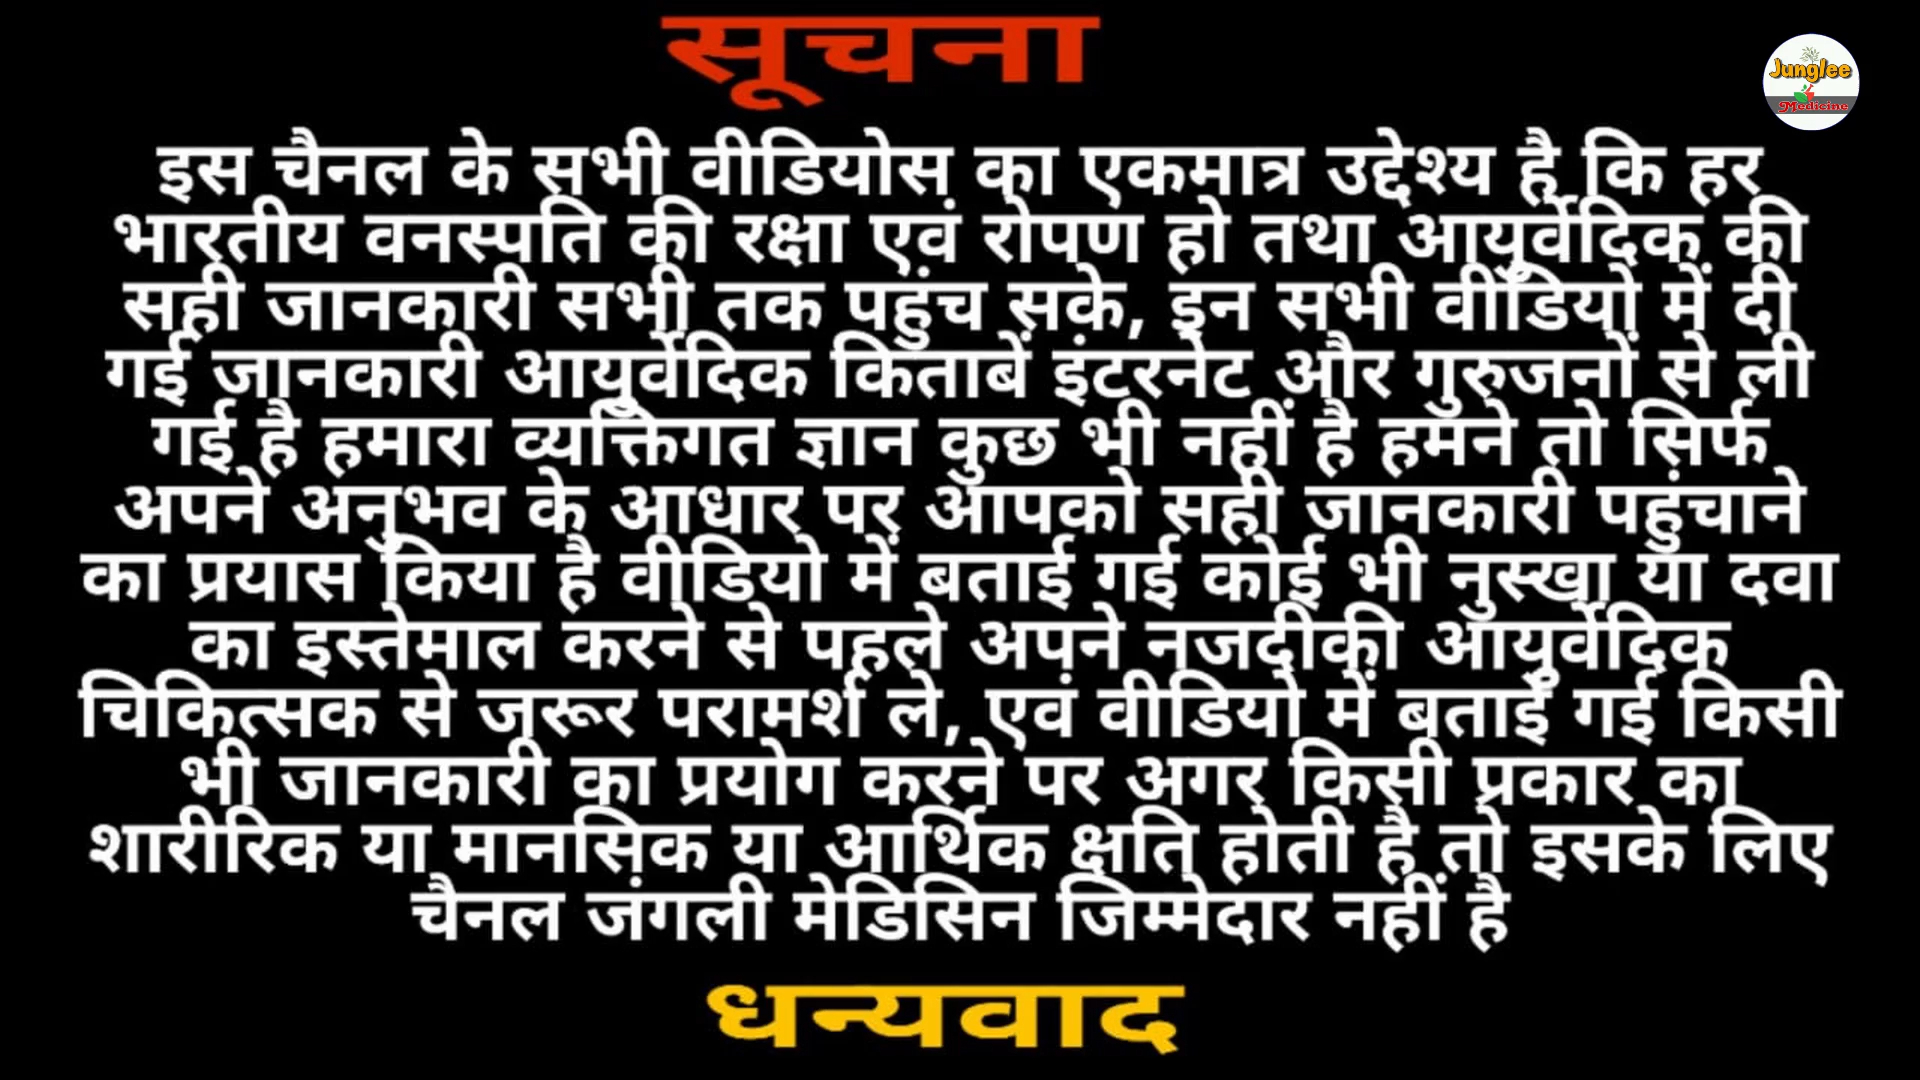 सूचना
Junglee
Medicine
इस चैनल के सभी वीडियोस का एकमात्र उद्देश्य है कि हर
भारतीय वनस्पति की रक्षा एवं रोपण हो तथा आयुर्वेदिक की
सही जानकारी सभी तक पहुंच सके, इन सभी वीडियो में दी
गई जानकारी आयुर्वेदिक किताबें इंटरनेट और गुरुजनों से ली
गई है हमारा व्यक्तिगत ज्ञान कुछ भी नहीं है हमने तो सिर्फ
अपने अनुभव के आधार पर आपको सही जानकारी पहुंचाने
का प्रयास किया है वीडियो में बताई गई कोई भी नुस्खा या दवा
का इस्तेमाल करने से पहले अपने नजदीकी आयुर्वेदिक
चिकित्सक से जरूर परामर्श ले, एवं वीडियो में बताई गई किसी
भी जानकारी का प्रयोग करने पर अगर किसी प्रकार का
शारीरिक या मानसिक या आर्थिक क्षति होती है तो इसके लिए
चैनल जंगली मेडिसिन जिम्मेदार नहीं है
धन्यवाद